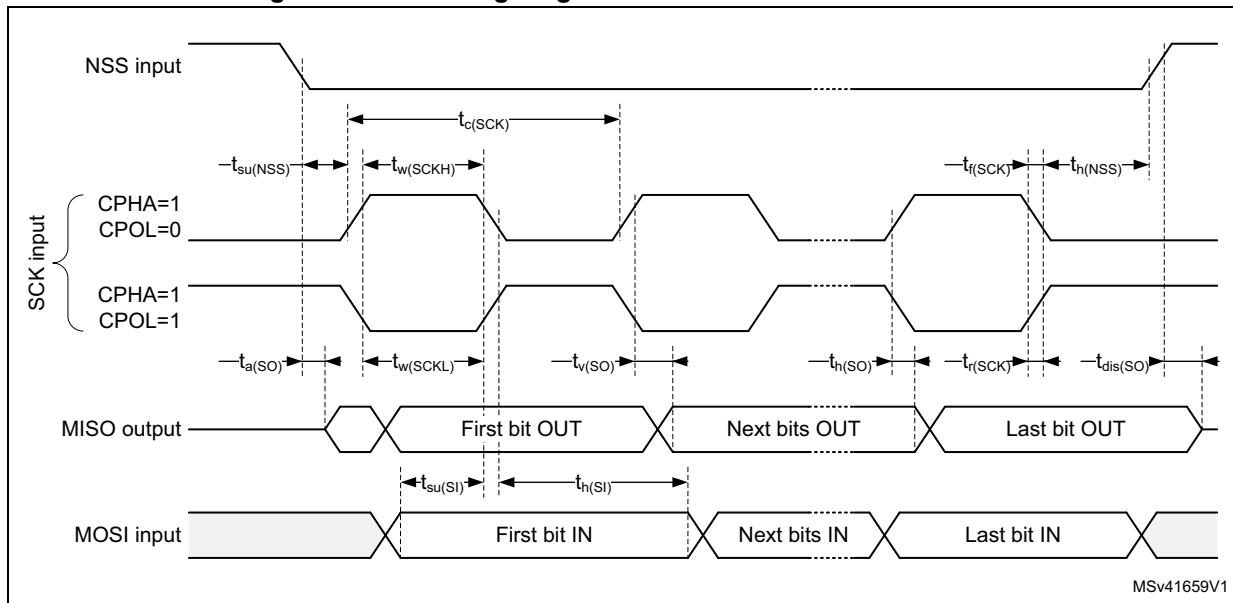 NSS input
tc(SCK)
tsu(NSS)
tw(SCKH)
tf(SCK)
th(NSS)
SCK input
CPHA=1
CPOL=0
CPHA=1
CPOL=1
ta(SO)
tw(SCKL)
tv(SO)
th(SO)
tr(SCK)
tdis(SO)
MISO output
First bit OUT
Next bits OUT
Last bit OUT
tsu(SI)
th(SI)
MOSI input
First bit IN
Next bits IN
Last bit IN
MSv41659V1